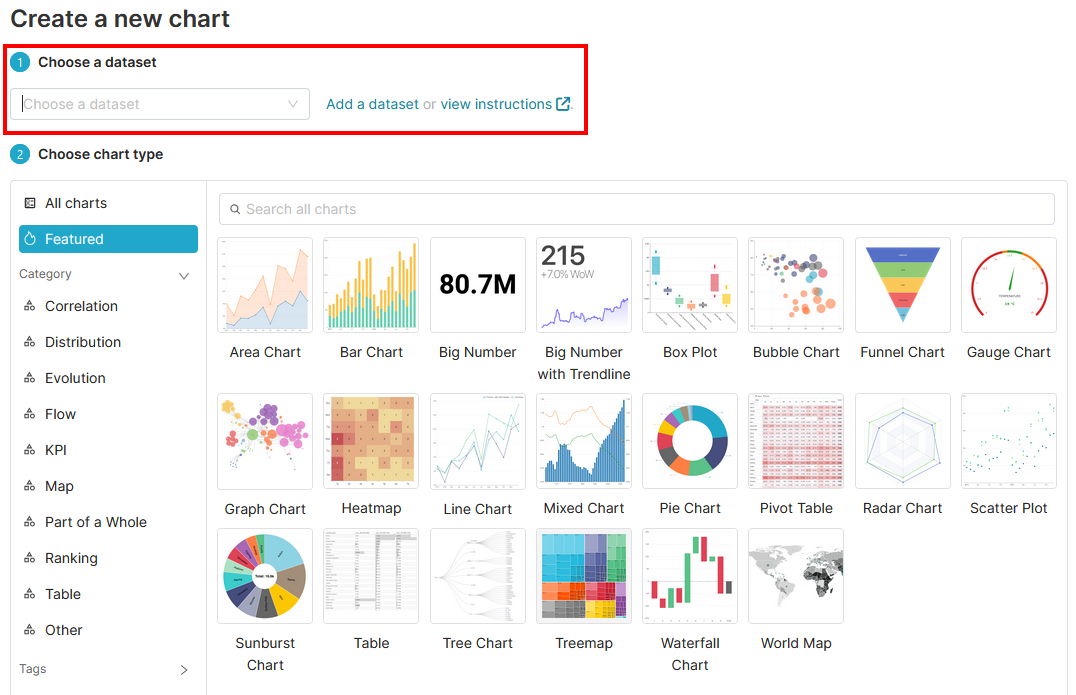 Create a new chart
1 Choose a dataset
Choose a dataset
Add a dataset or view instructions
2 Choose chart type
All charts
Featured
Category
Correlation
Distribution
Evolution
Flow
KPI
Map
Part of a Whole
Ranking
Table
Other
Tags
Search all charts
80.7M
215
+7.0% WoW
TEMPERATURE
Area Chart
Bar Chart
Big Number
Big Number
with Trendline
Box Plot
Bubble Chart
Funnel Chart
Gauge Chart
Graph Chart
Heatmap
Line Chart
Mixed Chart
Pie Chart
Pivot Table
Radar Chart
Scatter Plot
Sunburst
Chart
Table
Tree Chart
Treemap
Waterfall
Chart
World Map